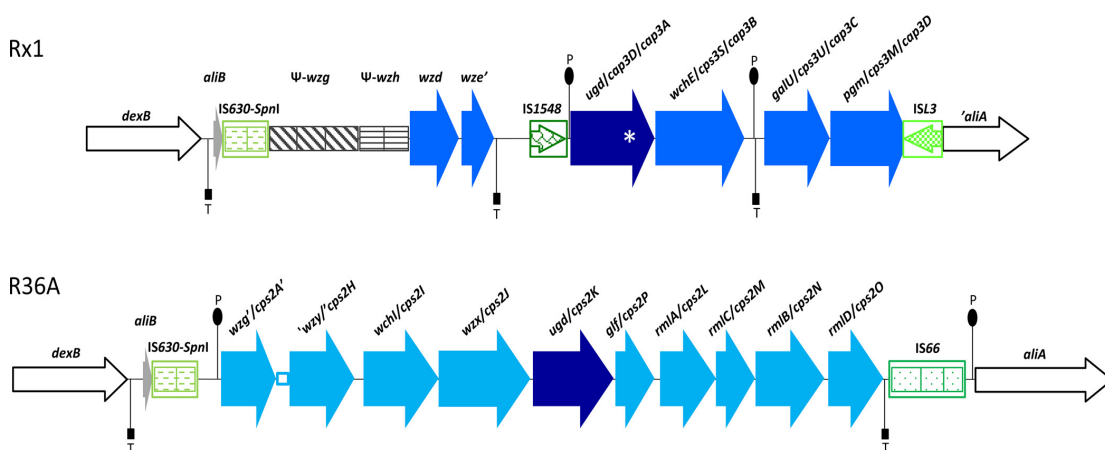 Rx1
dexB
aliB
IS630-SpnI
Ψ-wzg
Ψ-wzh
wzd
wze'
IS1548
P
ugd/cap3D/cap3A
*
wchE/cps3S/cap3B
P
galU/cps3U/cap3C
pgm/cps3M/cap3D
ISL3
'aliA
T
T
T
R36A
dexB
aliB
IS630-SpnI
P
wzg'/cps2A'
'wzy/'cps2H
wchI/cps2I
wzx/cps2J
ugd/cps2K
glf/cps2P
rmlA/cps2L
rmlC/cps2M
rmlB/cps2N
rmlD/cps2O
IS66
P
aliA
T
T